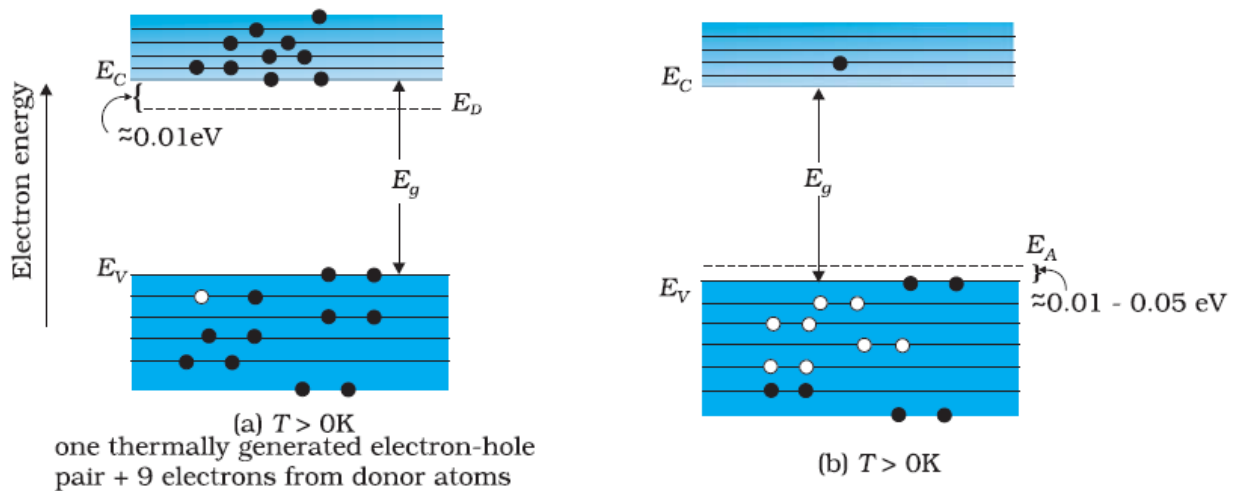 Electron energy
E_C
E_D
≈0.01eV
E_g
E_V
(a) T > 0K
one thermally generated electron-hole
pair + 9 electrons from donor atoms
E_C
E_g
E_A
E_V
≈0.01 - 0.05 eV
(b) T > 0K